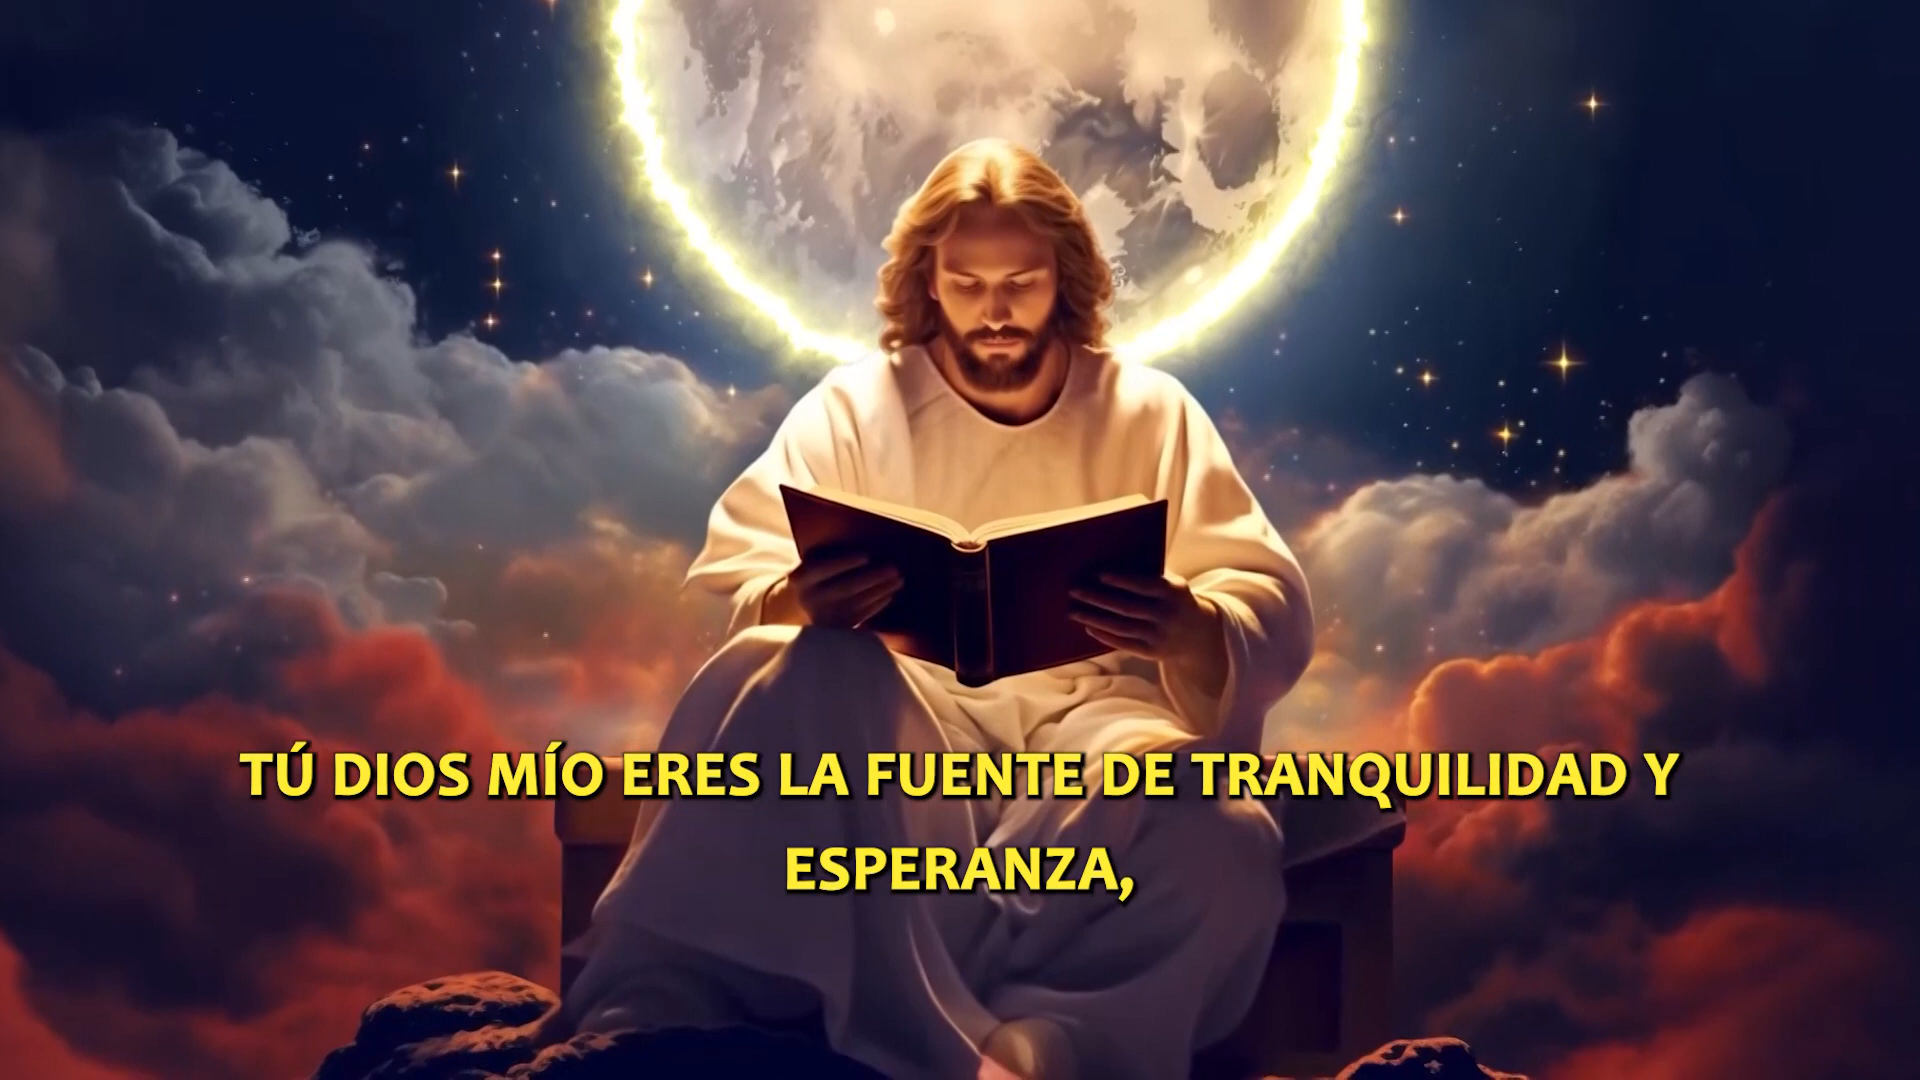 TÚ DIOS MÍO ERES LA FUENTE DE TRANQUILIDAD Y
ESPERANZA,